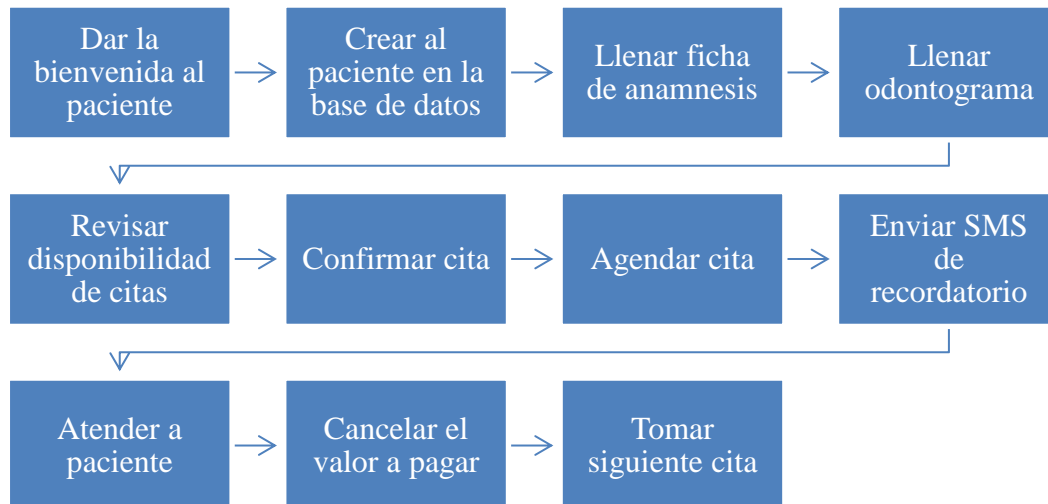 Dar la
bienvenida al
paciente
Crear al
paciente en la
base de datos
Llenar ficha
de anamnesis
Llenar
odontograma
Revisar
disponibilidad
de citas
Confirmar cita
Agendar cita
Enviar SMS
de
recordatorio
Atender a
paciente
Cancelar el
valor a pagar
Tomar
siguiente cita